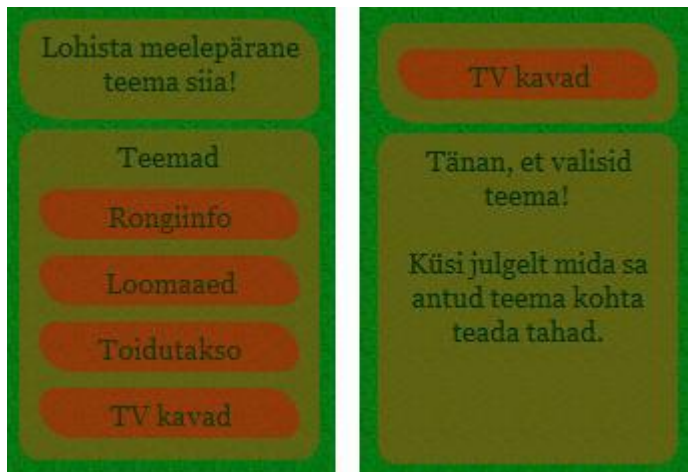 Lohista meelepärane
teema siia!
Teemad
Rongiinfo
Loomaaed
Toidutakso
TV kavad
TV kavad
Tänan, et valisid
teema!
Küsi julgelt mida sa
antud teema kohta
teada tahad.